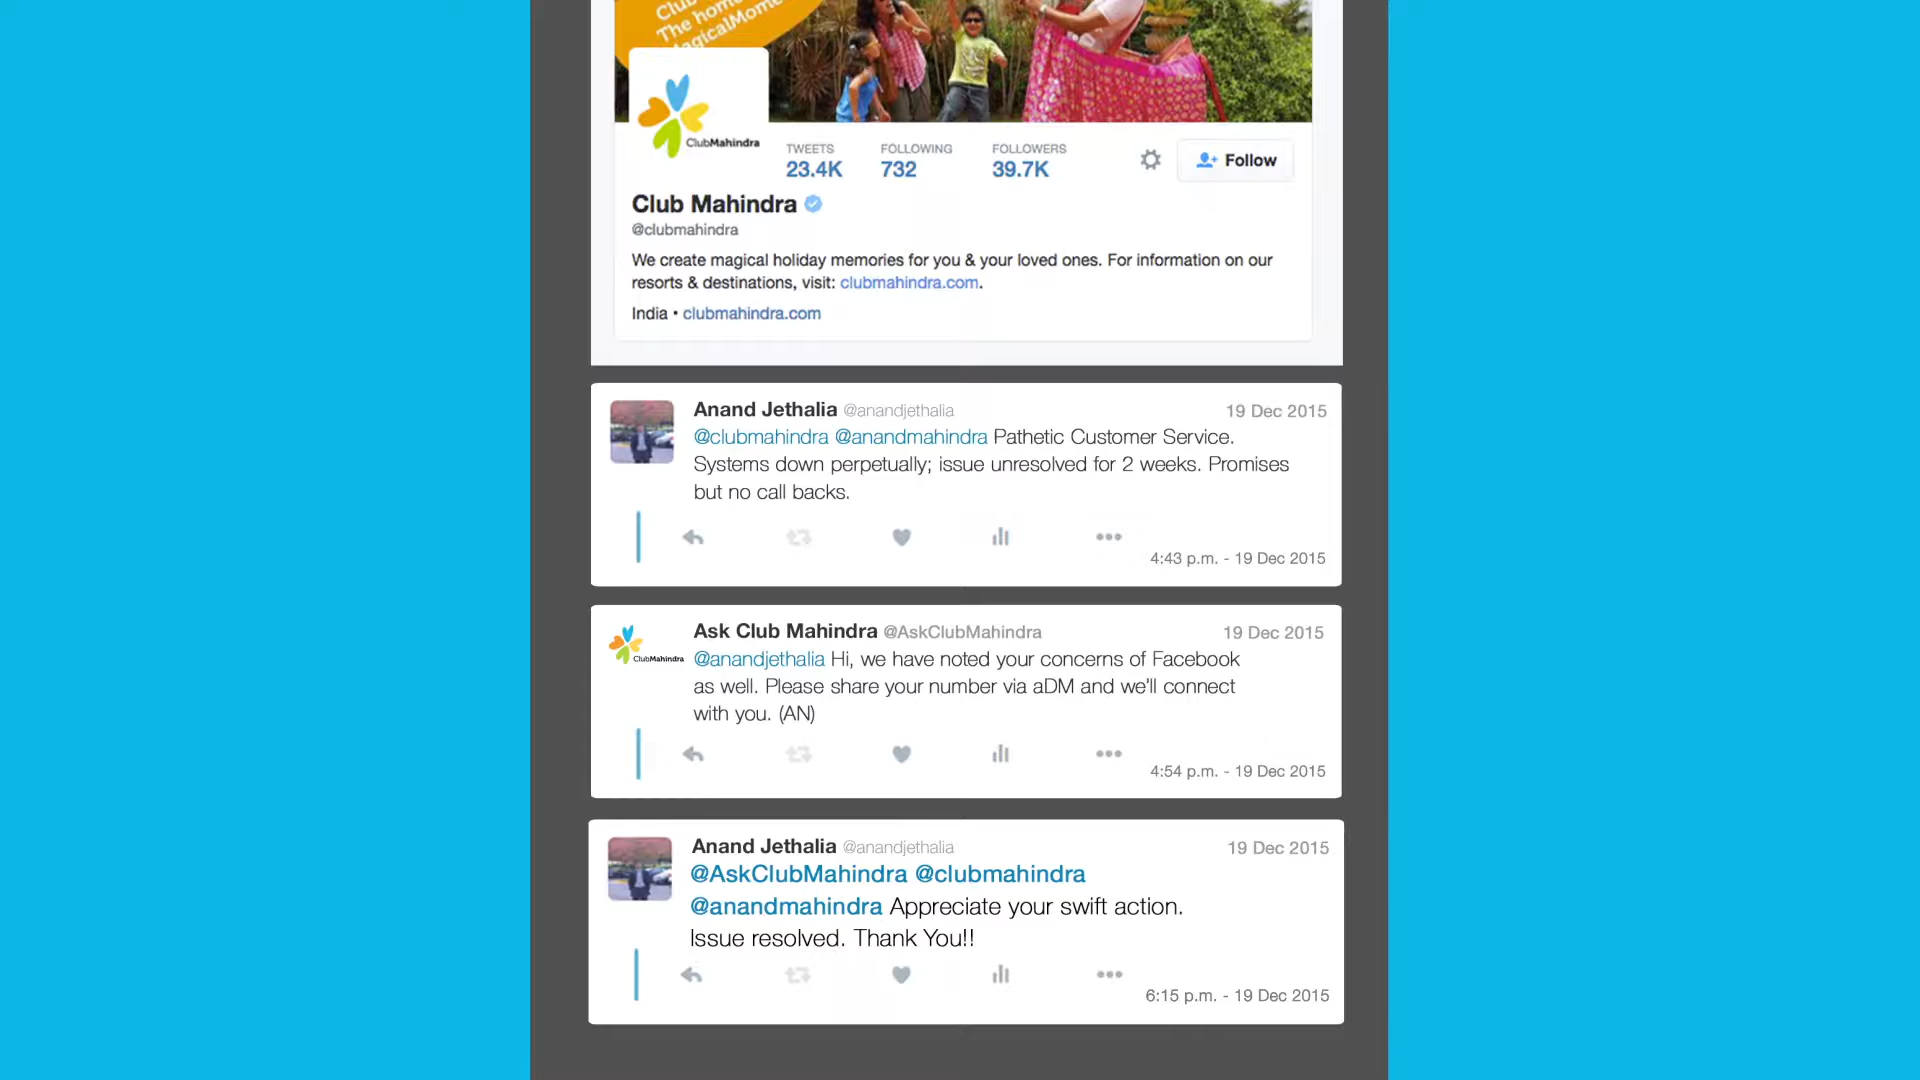 Club
The home
MagicalMome
ClubMahindra
TWEETS FOLLOWING FOLLOWERS
23.4K 732 39.7K
Follow
Club Mahindra
@clubmahindra
We create magical holiday memories for you & your loved ones. For information on our
resorts & destinations, visit: clubmahindra.com.
India • clubmahindra.com
Anand Jethalia @anandjethalia 19 Dec 2015
@clubmahindra @anandmahindra Pathetic Customer Service.
Systems down perpetually; issue unresolved for 2 weeks. Promises
but no call backs.
4:43 p.m. - 19 Dec 2015
Ask Club Mahindra @AskClubMahindra 19 Dec 2015
ClubMahindra
@anandjethalia Hi, we have noted your concerns of Facebook
as well. Please share your number via aDM and we'll connect
with you. (AN)
4:54 p.m. - 19 Dec 2015
Anand Jethalia @anandjethalia 19 Dec 2015
@AskClubMahindra @clubmahindra
@anandmahindra Appreciate your swift action.
Issue resolved. Thank You!!
6:15 p.m. - 19 Dec 2015